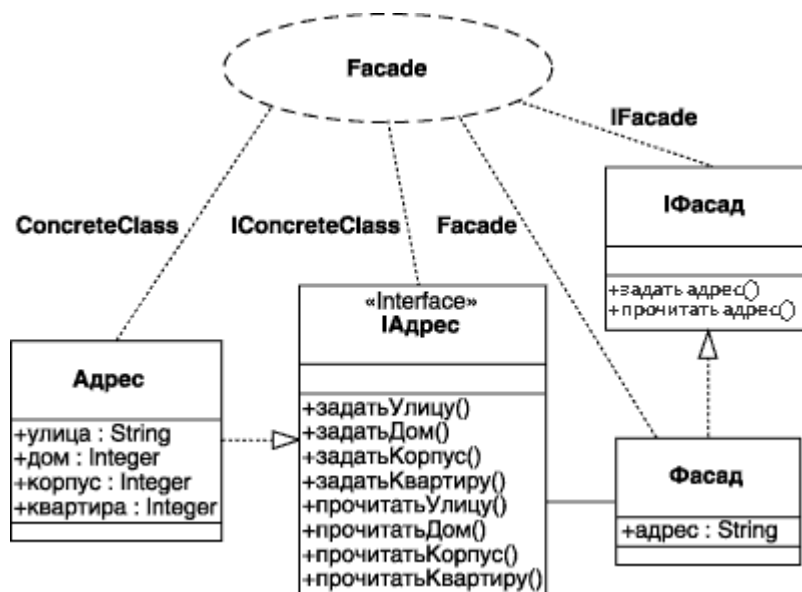 Facade
IFacade
ConcreteClass
IConcreteClass
Facade
IФасад
+задать адрес()
+прочитать адрес()
«Interface»
IАдрес
+задатьУлицу()
+задатьДом()
+задатьКорпус()
+задатьКвартиру()
+прочитатьУлицу()
+прочитатьДом()
+прочитатьКорпус()
+прочитатьКвартиру()
Адрес
+улица : String
+дом : Integer
+корпус : Integer
+квартира : Integer
Фасад
+адрес : String